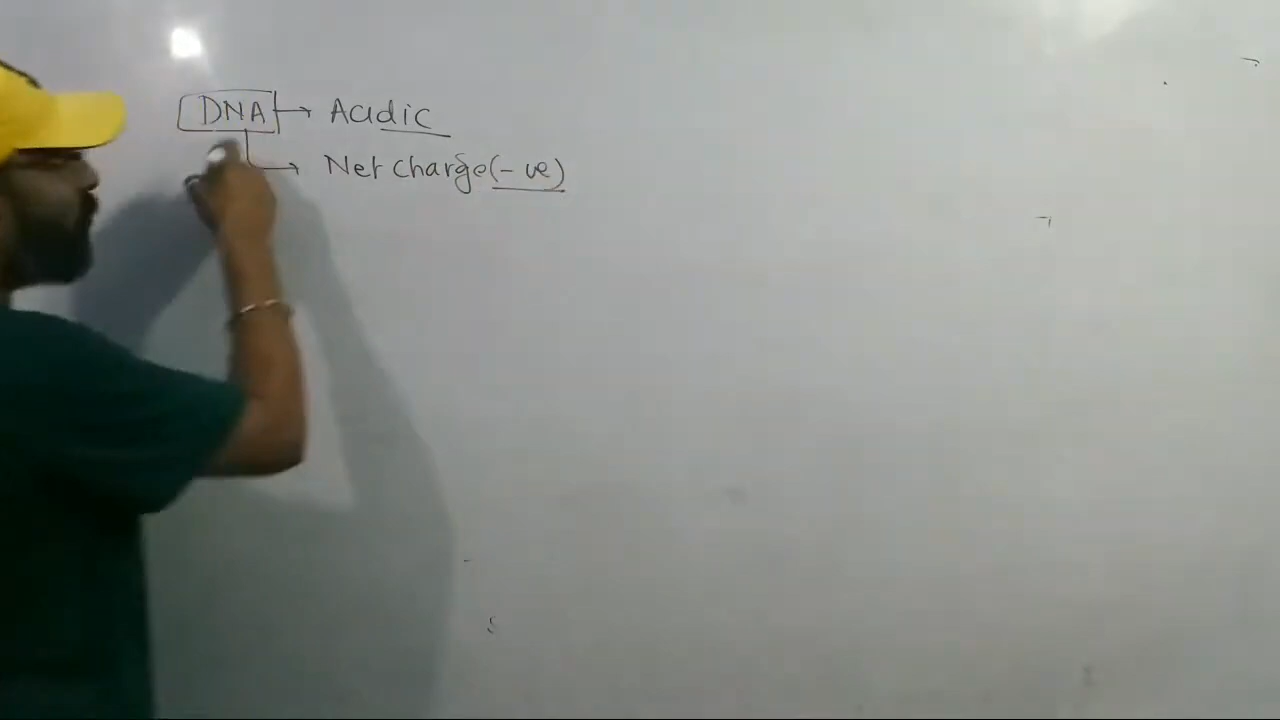 DNA → Acidic
→ Net charge (-ve)